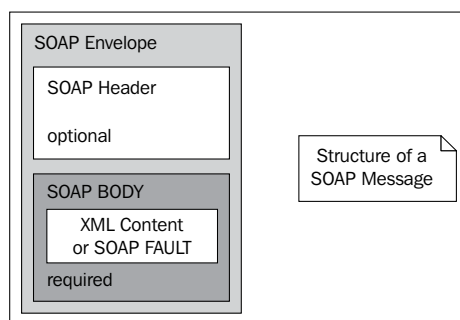 SOAP Envelope
SOAP Header
optional
SOAP BODY
XML Content
or SOAP FAULT
required
Structure of a
SOAP Message